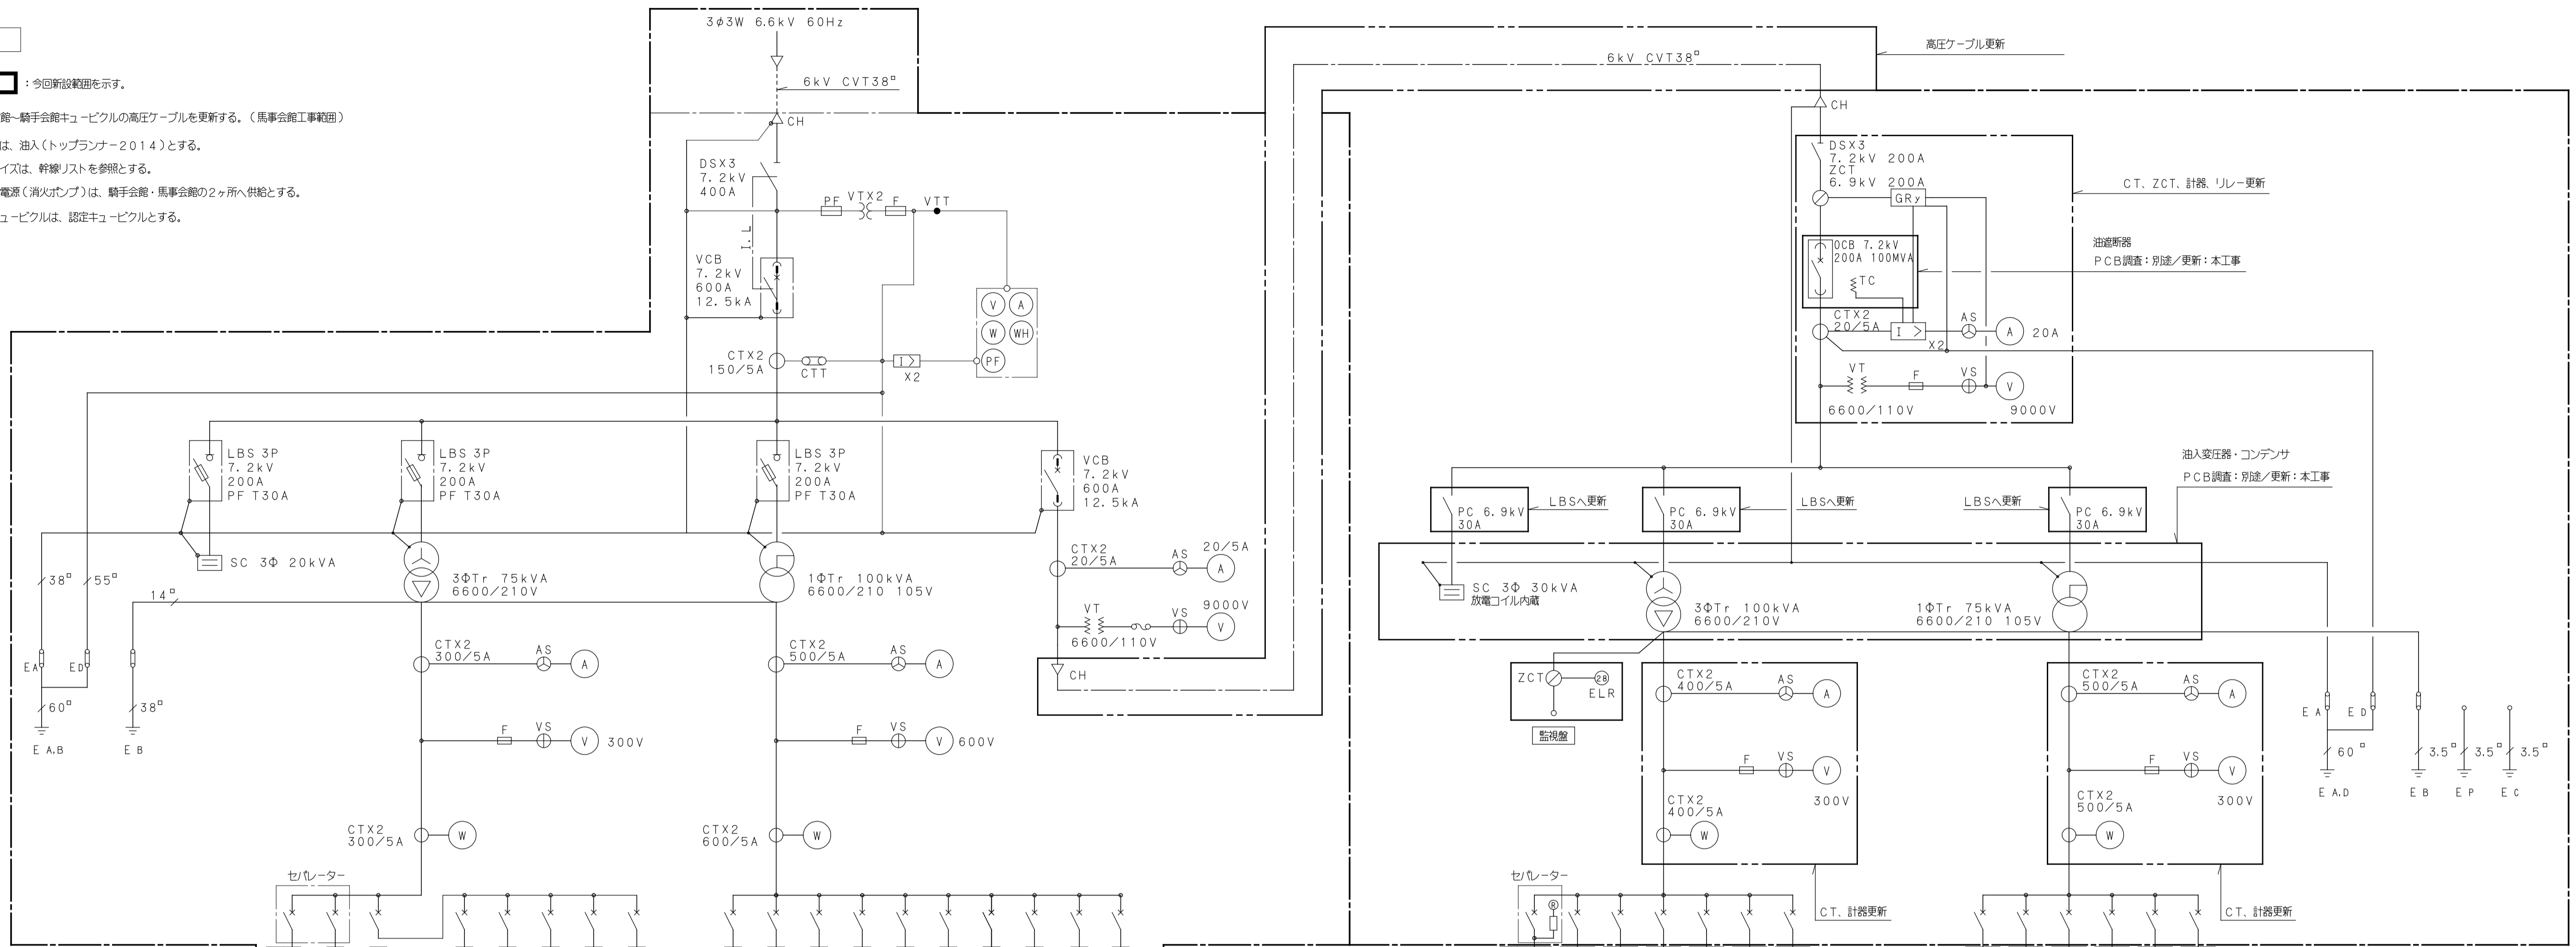 ：今回新設範囲を示す。
館～騎手会館キュービクルの高圧ケーブルを更新する。（馬事会館工事範囲）
は、油入（トップランナー2014）とする。
イズは、幹線リストを参照とする。
電源（消火ポンプ）は、騎手会館・馬事会館の2ヶ所へ供給とする。
ュービクルは、認定キュービクルとする。
3φ3W 6.6kV 60Hz
6kV CVT38□
CH
DSX3
7.2kV
400A
PF
VTX2
F
VTT
I.L
VCB
7.2kV
600A
12.5kA
V
A
W
WH
PF
CTX2
150/5A
CTT
I>
X2
LBS 3P
7.2kV
200A
PF T30A
LBS 3P
7.2kV
200A
PF T30A
LBS 3P
7.2kV
200A
PF T30A
VCB
7.2kV
600A
12.5kA
SC 3Φ 20kVA
3ΦTr 75kVA
6600/210V
1ΦTr 100kVA
6600/210 105V
CTX2
20/5A
AS
20/5A
A
VT
VS
9000V
V
6600/110V
CH
38□
55□
14□
EA
ED
60□
38□
E A,B
E B
CTX2
300/5A
AS
A
F
VS
V
300V
CTX2
300/5A
W
CTX2
500/5A
AS
A
F
VS
V
600V
CTX2
600/5A
W
セパレーター
6kV CVT38□
高圧ケーブル更新
CH
DSX3
7.2kV 200A
ZCT
6.9kV 200A
GRy
CT、ZCT、計器、リレー更新
OCB 7.2kV
200A 100MVA
TC
油遮断器
PCB調査：別途／更新：本工事
CTX2
20/5A
I >
X2
AS
A
20A
VT
F
VS
V
6600/110V
9000V
油入変圧器・コンデンサ
PCB調査：別途／更新：本工事
PC 6.9kV
30A
LBSへ更新
PC 6.9kV
30A
LBSへ更新
LBSへ更新
PC 6.9kV
30A
SC 3Φ 30kVA
放電コイル内蔵
3ΦTr 100kVA
6600/210V
1ΦTr 75kVA
6600/210 105V
ZCT
2B
ELR
監視盤
CTX2
400/5A
AS
A
F
VS
V
300V
CTX2
400/5A
W
CTX2
500/5A
AS
A
F
VS
V
300V
CTX2
500/5A
W
E A
E D
60□
3.5□
3.5□
3.5□
E A,D
E B
E P
E C
セパレーター
R
CT、計器更新
CT、計器更新